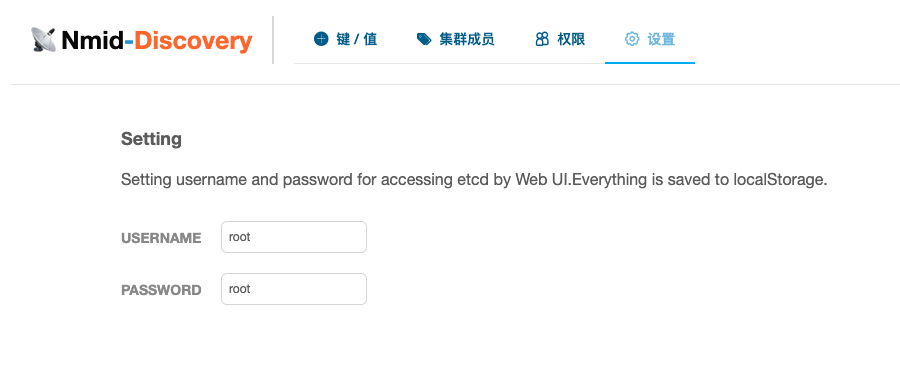 Nmid-Discovery
键 / 值
集群成员
权限
设置
Setting
Setting username and password for accessing etcd by Web UI.Everything is saved to localStorage.
USERNAME root
PASSWORD root